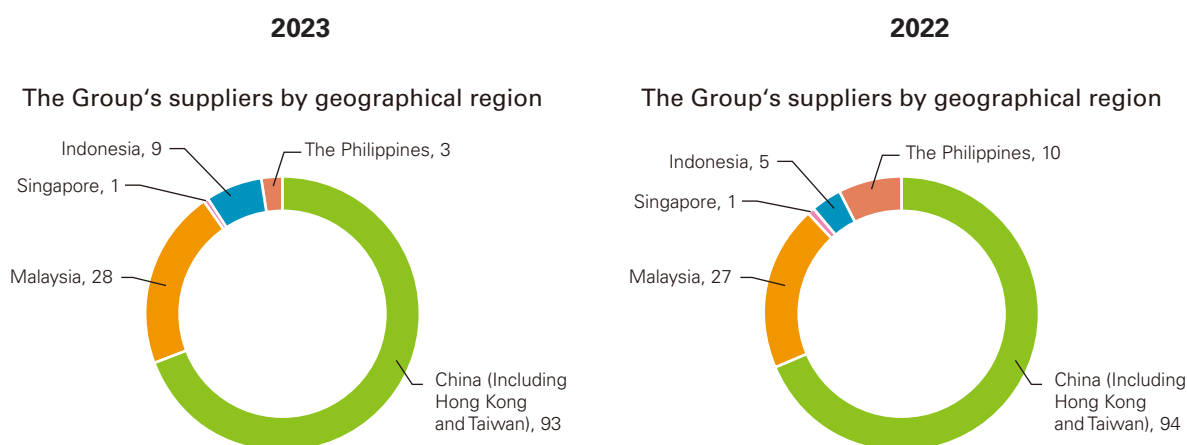 2023
The Group's suppliers by geographical region
Indonesia, 9
The Philippines, 3
Singapore, 1
Malaysia, 28
China (Including
Hong Kong
and Taiwan), 93
2022
The Group's suppliers by geographical region
The Philippines, 10
Indonesia, 5
Singapore, 1
Malaysia, 27
China (Including
Hong Kong
and Taiwan), 94